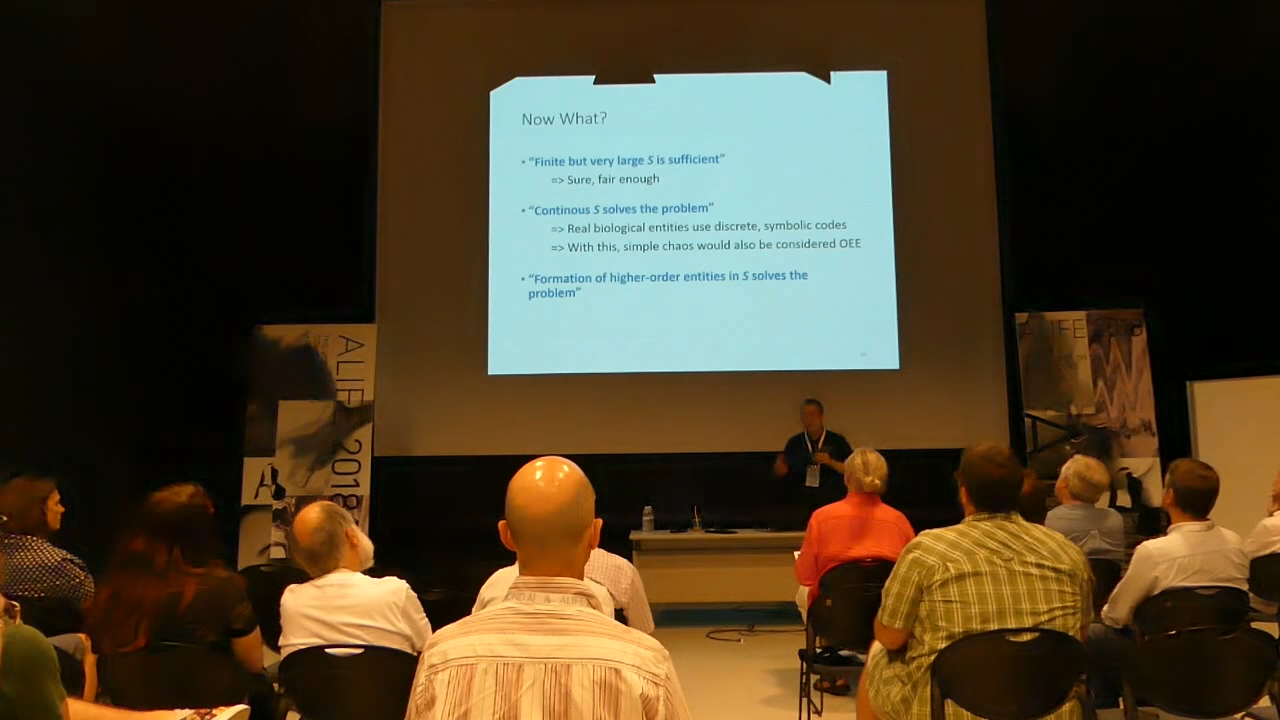 Now What?
• “Finite but very large S is sufficient”
=> Sure, fair enough
• “Continous S solves the problem”
=> Real biological entities use discrete, symbolic codes
=> With this, simple chaos would also be considered OEE
• “Formation of higher-order entities in S solves the
problem”
ALIFE 2018
ALIFE